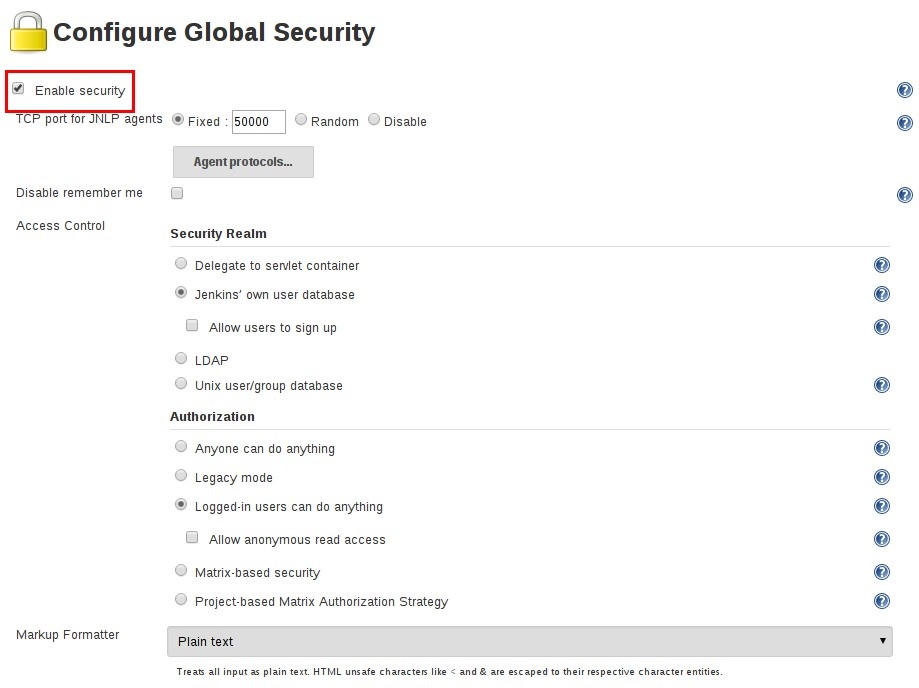 Configure Global Security
Enable security
TCP port for JNLP agents Fixed : 50000 Random Disable
Agent protocols...
Disable remember me
Access Control
Security Realm
Delegate to servlet container
Jenkins’ own user database
Allow users to sign up
LDAP
Unix user/group database
Authorization
Anyone can do anything
Legacy mode
Logged-in users can do anything
Allow anonymous read access
Matrix-based security
Project-based Matrix Authorization Strategy
Markup Formatter Plain text
Treats all input as plain text. HTML unsafe characters like < and & are escaped to their respective character entities.